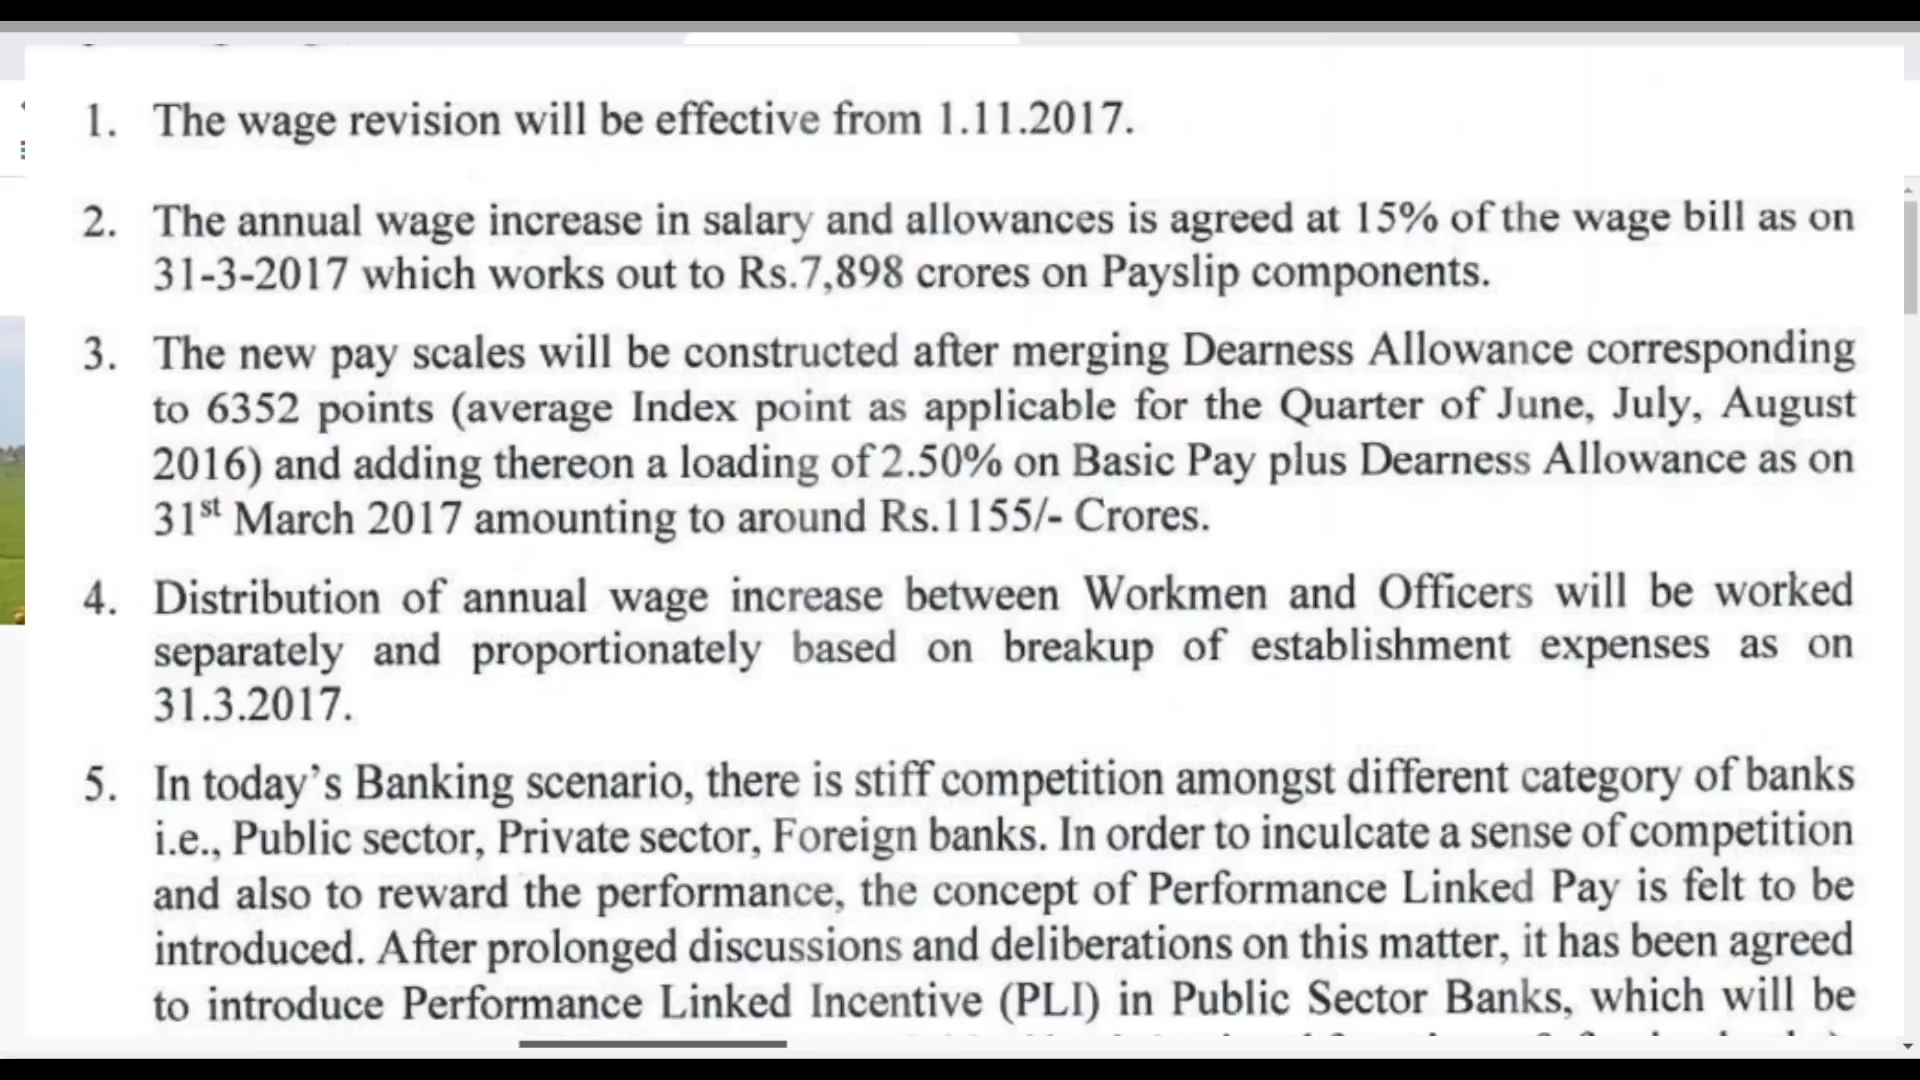 1. The wage revision will be effective from 1.11.2017.
2. The annual wage increase in salary and allowances is agreed at 15% of the wage bill as on
31-3-2017 which works out to Rs.7,898 crores on Payslip components.
3. The new pay scales will be constructed after merging Dearness Allowance corresponding
to 6352 points (average Index point as applicable for the Quarter of June, July, August
2016) and adding thereon a loading of 2.50% on Basic Pay plus Dearness Allowance as on
31st March 2017 amounting to around Rs.1155/- Crores.
4. Distribution of annual wage increase between Workmen and Officers will be worked
separately and proportionately based on breakup of establishment expenses as on
31.3.2017.
5. In today's Banking scenario, there is stiff competition amongst different category of banks
i.e., Public sector, Private sector, Foreign banks. In order to inculcate a sense of competition
and also to reward the performance, the concept of Performance Linked Pay is felt to be
introduced. After prolonged discussions and deliberations on this matter, it has been agreed
to introduce Performance Linked Incentive (PLI) in Public Sector Banks, which will be